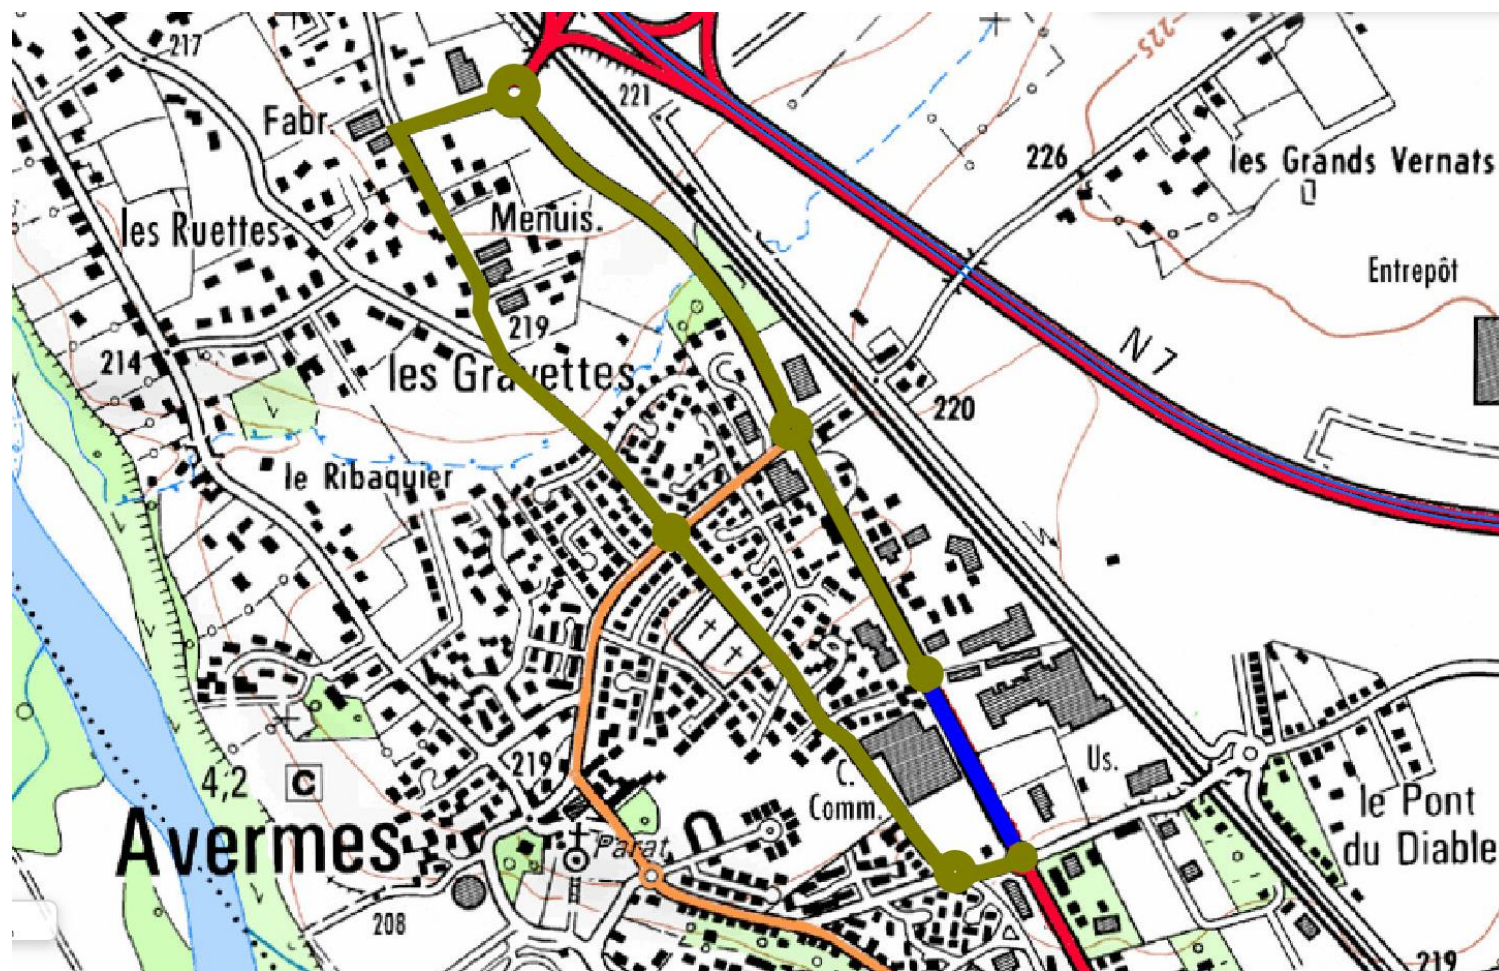 217
225
221
Fabr.
226
les Grands Vernats
les Ruettes
Menuis.
Entrepôt
219
N 7
214
les Gravettes
220
le Ribaquier
219
Us.
4,2
C
C.
Comm.
le Pont
du Diable
Avermes
Parat.
208
219